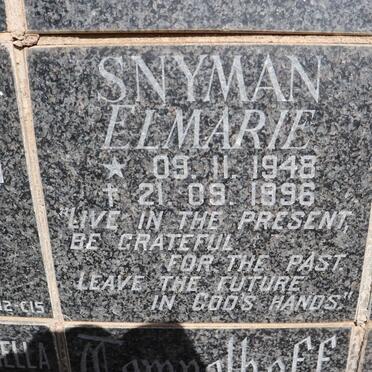 SNYMAN
ELMARIE
★ 09. 11. 1948
† 21. 09. 1896
"LIVE IN THE PRESENT,
BE GRATEFUL
FOR THE PAST.
LEAVE THE FUTURE
IN GOD'S HANDS"